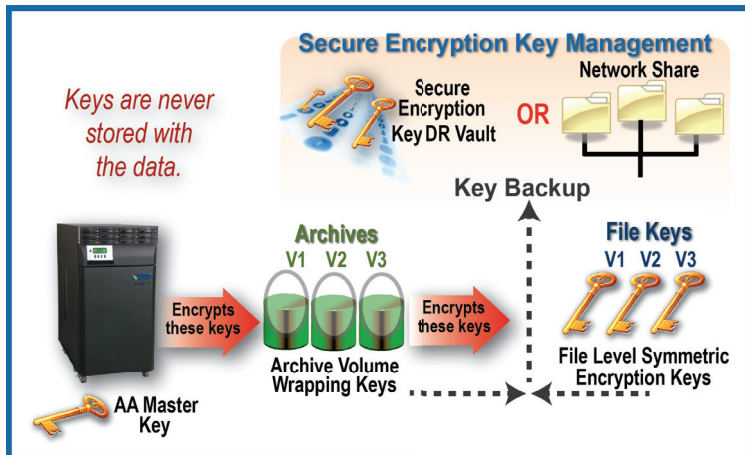 Secure Encryption Key Management
Keys are never
stored with
the data.
Secure
Encryption
Key DR Vault
OR
Network Share
Key Backup
Archives
V1 V2 V3
File Keys
V1 V2 V3
Encrypts
these keys
Encrypts
these keys
Archive Volume
Wrapping Keys
File Level Symmetric
Encryption Keys
AA Master
Key